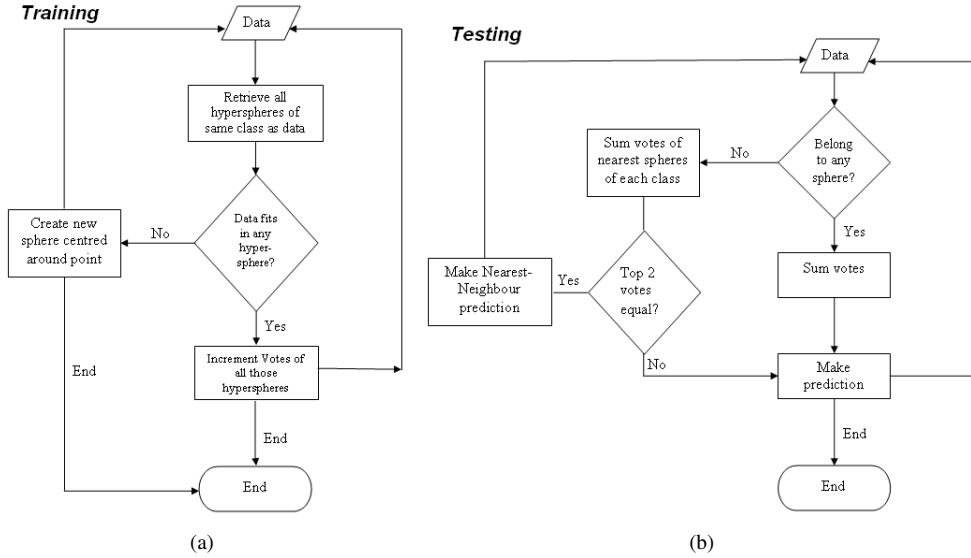 Training
Data
Retrieve all
hyperspheres of
same class as data
Data fits
in any
hyper-
sphere?
No
Create new
sphere centred
around point
Yes
Increment Votes of
all those
hyperspheres
End
End
End
(a)
Testing
Data
Belong
to any
sphere?
No
Sum votes of
nearest spheres
of each class
Yes
Sum votes
Top 2
votes
equal?
Yes
Make Nearest-
Neighbour
prediction
No
Make
prediction
End
End
(b)